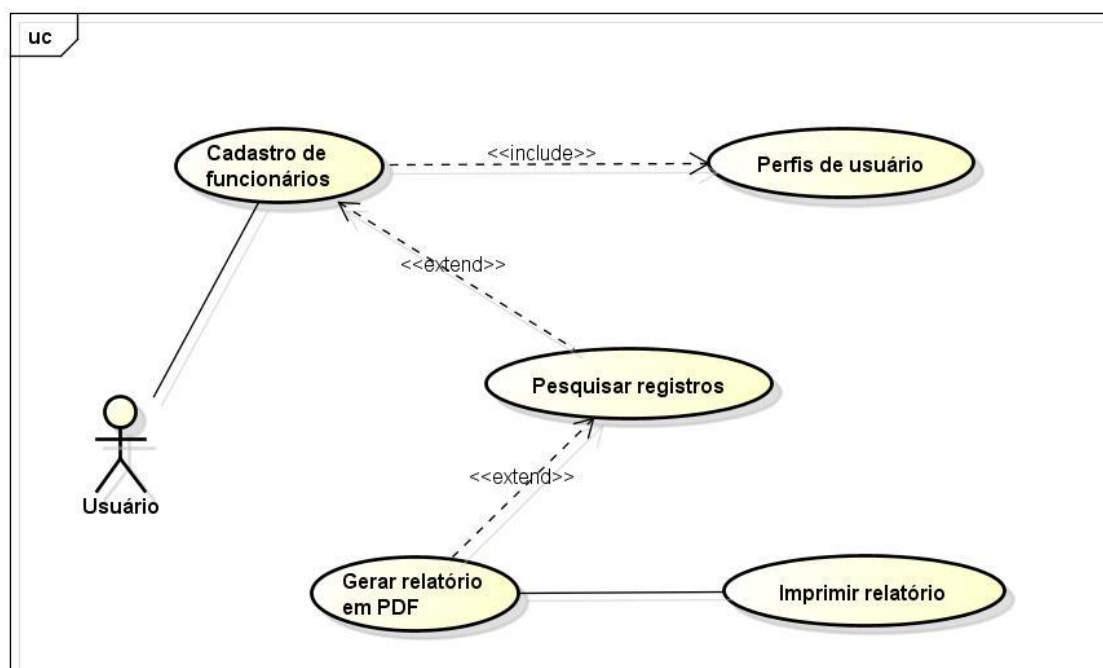 uc
Cadastro de
funcionários
<<include>>
Perfis de usuário
<<extend>>
Pesquisar registros
<<extend>>
Usuário
Gerar relatório
em PDF
Imprimir relatório